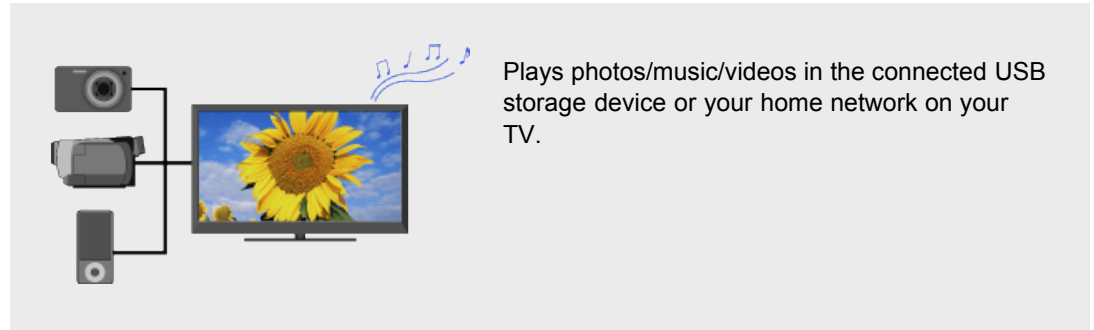 Plays photos/music/videos in the connected USB
storage device or your home network on your
TV.